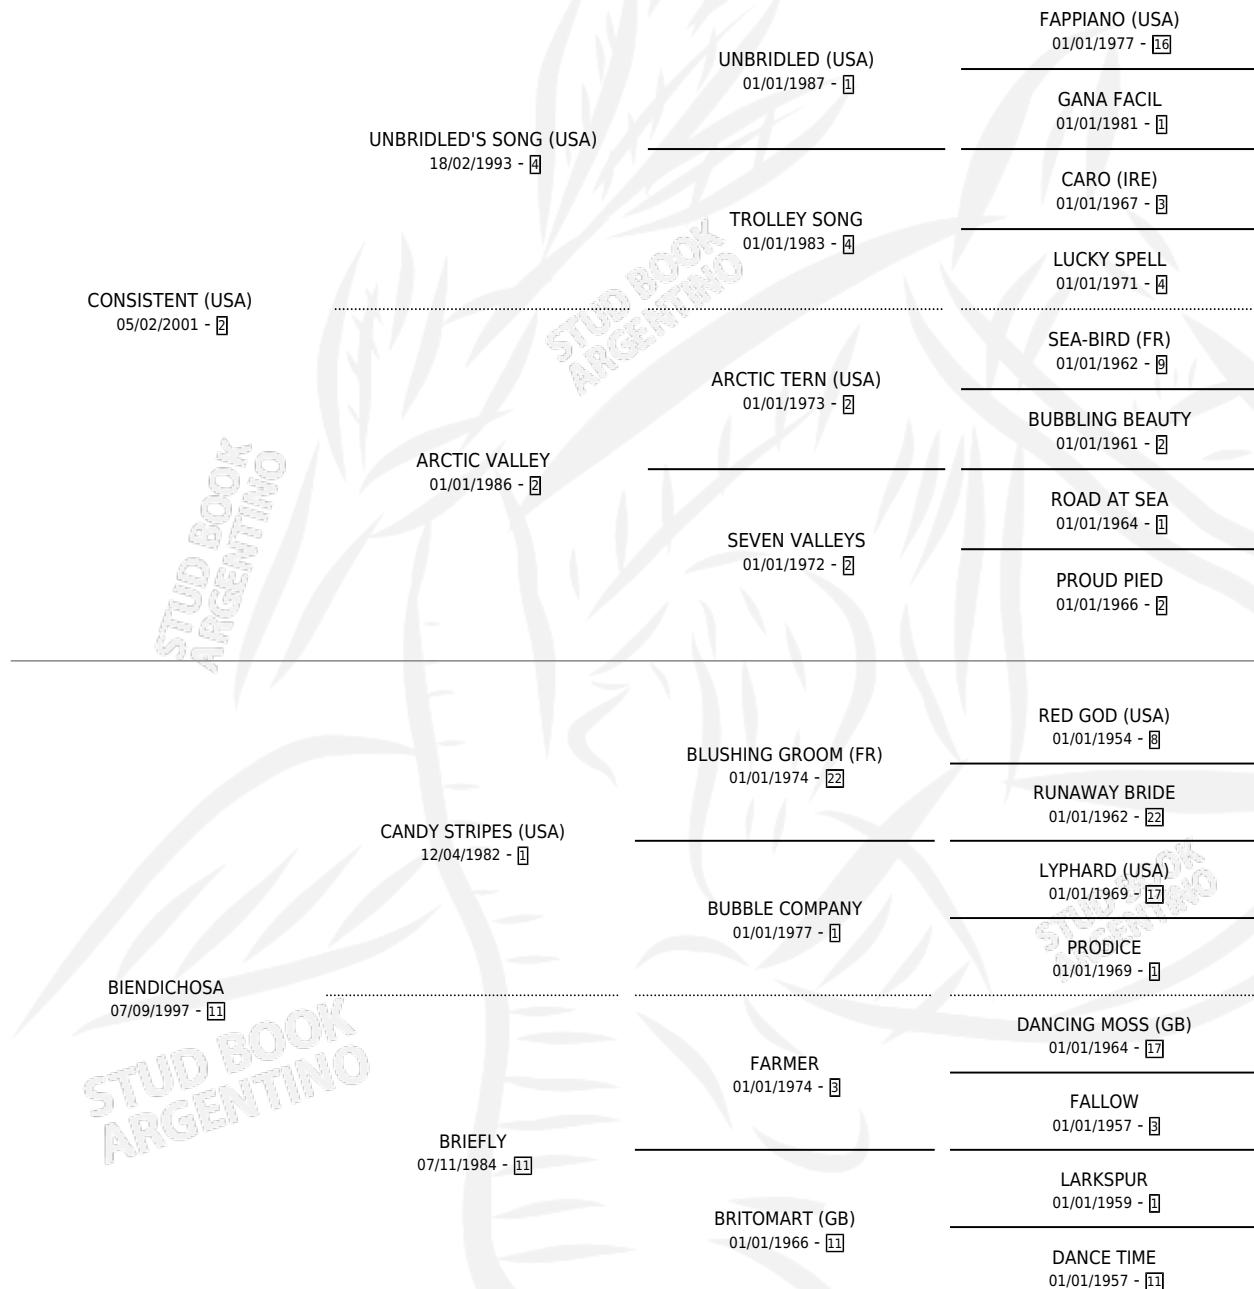 FAPPIANO (USA)
01/01/1977 - 16
UNBRIDLED (USA)
01/01/1987 - 1
GANA FACIL
01/01/1981 - 1
UNBRIDLED'S SONG (USA)
18/02/1993 - 4
CARO (IRE)
01/01/1967 - 3
TROLLEY SONG
01/01/1983 - 4
LUCKY SPELL
01/01/1971 - 4
CONSISTENT (USA)
05/02/2001 - 2
SEA-BIRD (FR)
01/01/1962 - 9
ARCTIC TERN (USA)
01/01/1973 - 2
BUBBLING BEAUTY
01/01/1961 - 2
ARCTIC VALLEY
01/01/1986 - 2
ROAD AT SEA
01/01/1964 - 1
SEVEN VALLEYS
01/01/1972 - 2
PROUD PIED
01/01/1966 - 2
RED GOD (USA)
01/01/1954 - 8
BLUSHING GROOM (FR)
01/01/1974 - 22
RUNAWAY BRIDE
01/01/1962 - 22
CANDY STRIPES (USA)
12/04/1982 - 1
LYPHARD (USA)
01/01/1969 - 17
BUBBLE COMPANY
01/01/1977 - 1
PRODICE
01/01/1969 - 1
BIENDICHOSA
07/09/1997 - 11
DANCING MOSS (GB)
01/01/1964 - 17
FARMER
01/01/1974 - 3
FALLOW
01/01/1957 - 3
BRIEFLY
07/11/1984 - 11
LARKSPUR
01/01/1959 - 1
BRITOMART (GB)
01/01/1966 - 11
DANCE TIME
01/01/1957 - 11
STUD BOOK
ARGENTINO
STUD BOOK
ARGENTINO
STUD BOOK
ARGENTINO
STUD BOOK
ARGENTINO